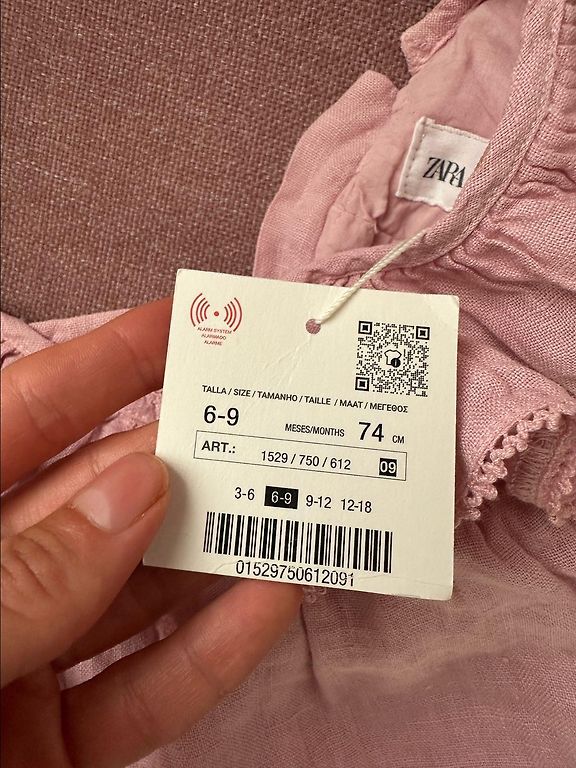 ZARA
ALARM SYSTEM
ALARMADO
ALARME
TALLA / SIZE / TAMANHO / TAILLE / MAAT / ΜΕΓΕΘΟΣ
6-9 MESES/MONTHS 74 CM
ART.: 1529 / 750 / 612 09
3-6 6-9 9-12 12-18
01529750612091